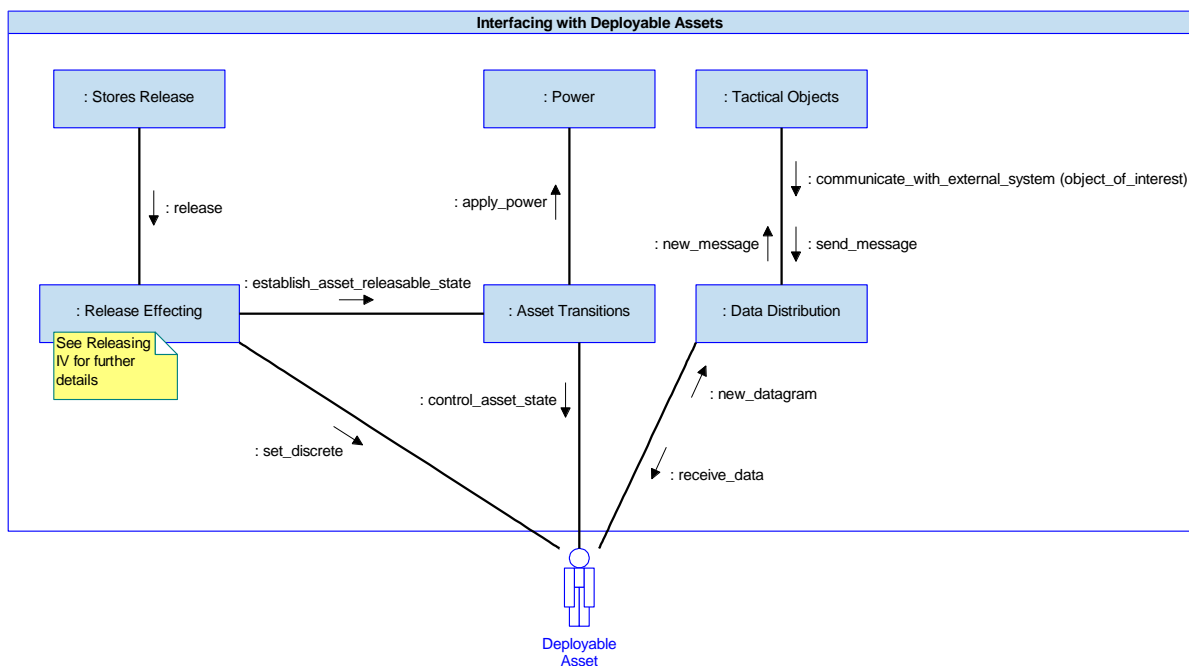 Interfacing with Deployable Assets
: Stores Release
: Power
: Tactical Objects
: communicate_with_external_system (object_of_interest)
: release
: apply_power
: new_message
: send_message
: establish_asset_releasable_state
: Release Effecting
: Asset Transitions
: Data Distribution
See Releasing
IV for further
details
: control_asset_state
: new_datagram
: set_discrete
: receive_data
Deployable
Asset